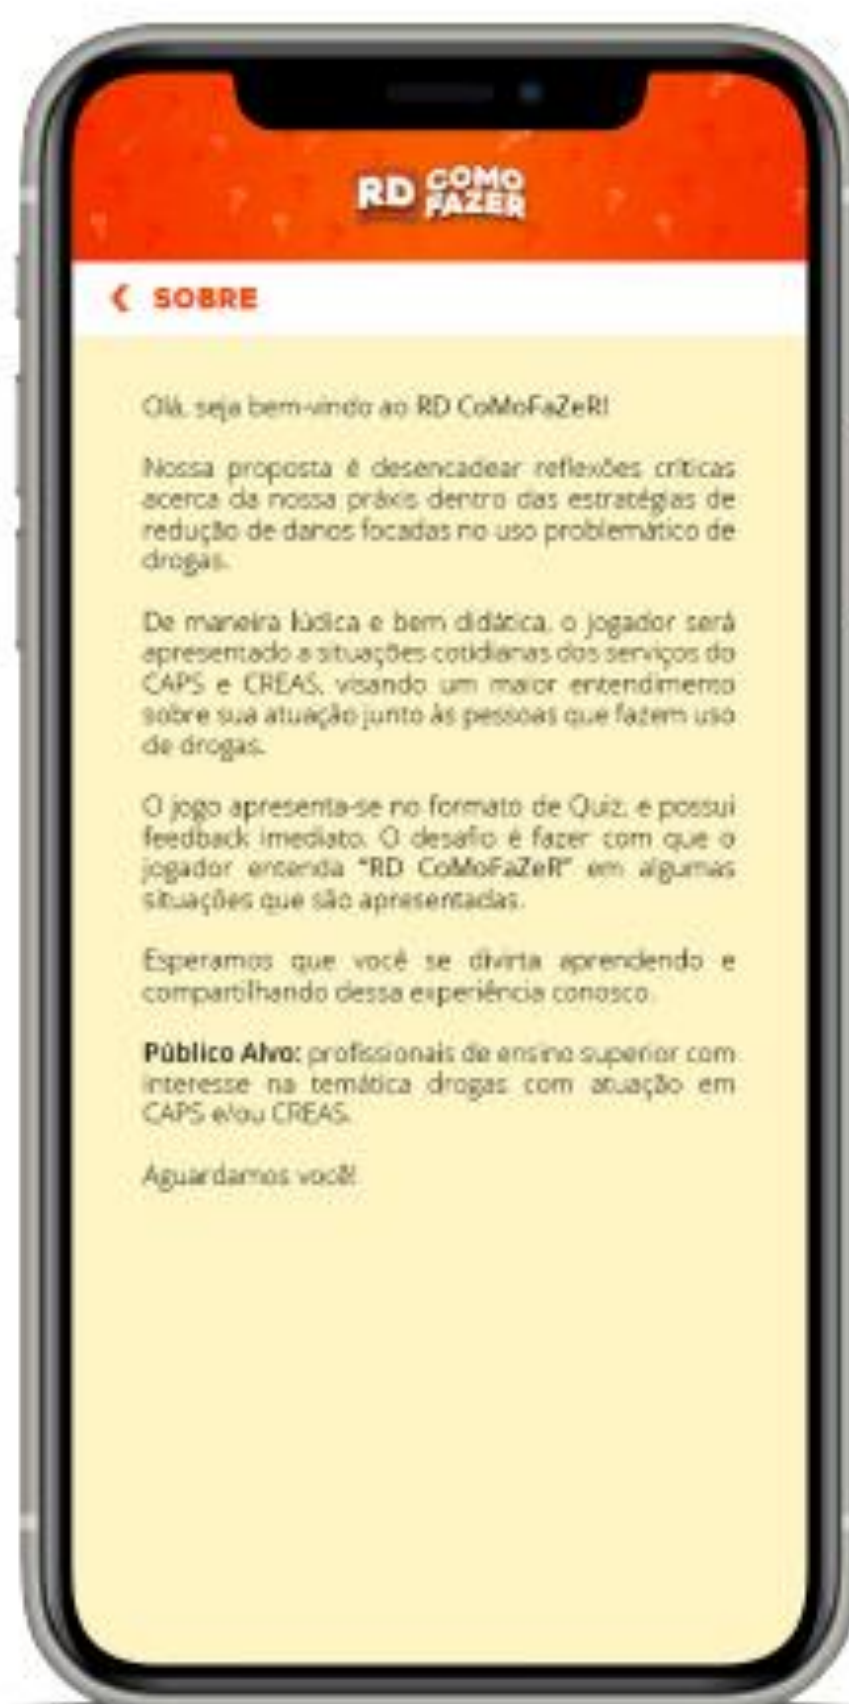 RD COMO
FAZER
SOBRE
Olá, seja bem-vindo ao RD CoMoFaZeR!
Nossa proposta é desencadear reflexões críticas
acerca da nossa práxis dentro das estratégias de
redução de danos focadas no uso problemático de
drogas.
De maneira lúdica e bem didática, o jogador será
apresentado a situações cotidianas dos serviços do
CAPS e CREAS, visando um maior entendimento
sobre sua atuação junto às pessoas que fazem uso
de drogas.
O jogo apresenta-se no formato de Quiz, e possui
feedback imediato. O desafio é fazer com que o
jogador entenda "RD CoMoFaZeR" em algumas
situações que são apresentadas.
Esperamos que você se divirta aprendendo e
compartilhando dessa experiência conosco.
Público Alvo: profissionais de ensino superior com
interesse na temática drogas com atuação em
CAPS e/ou CREAS.
Aguardamos você!